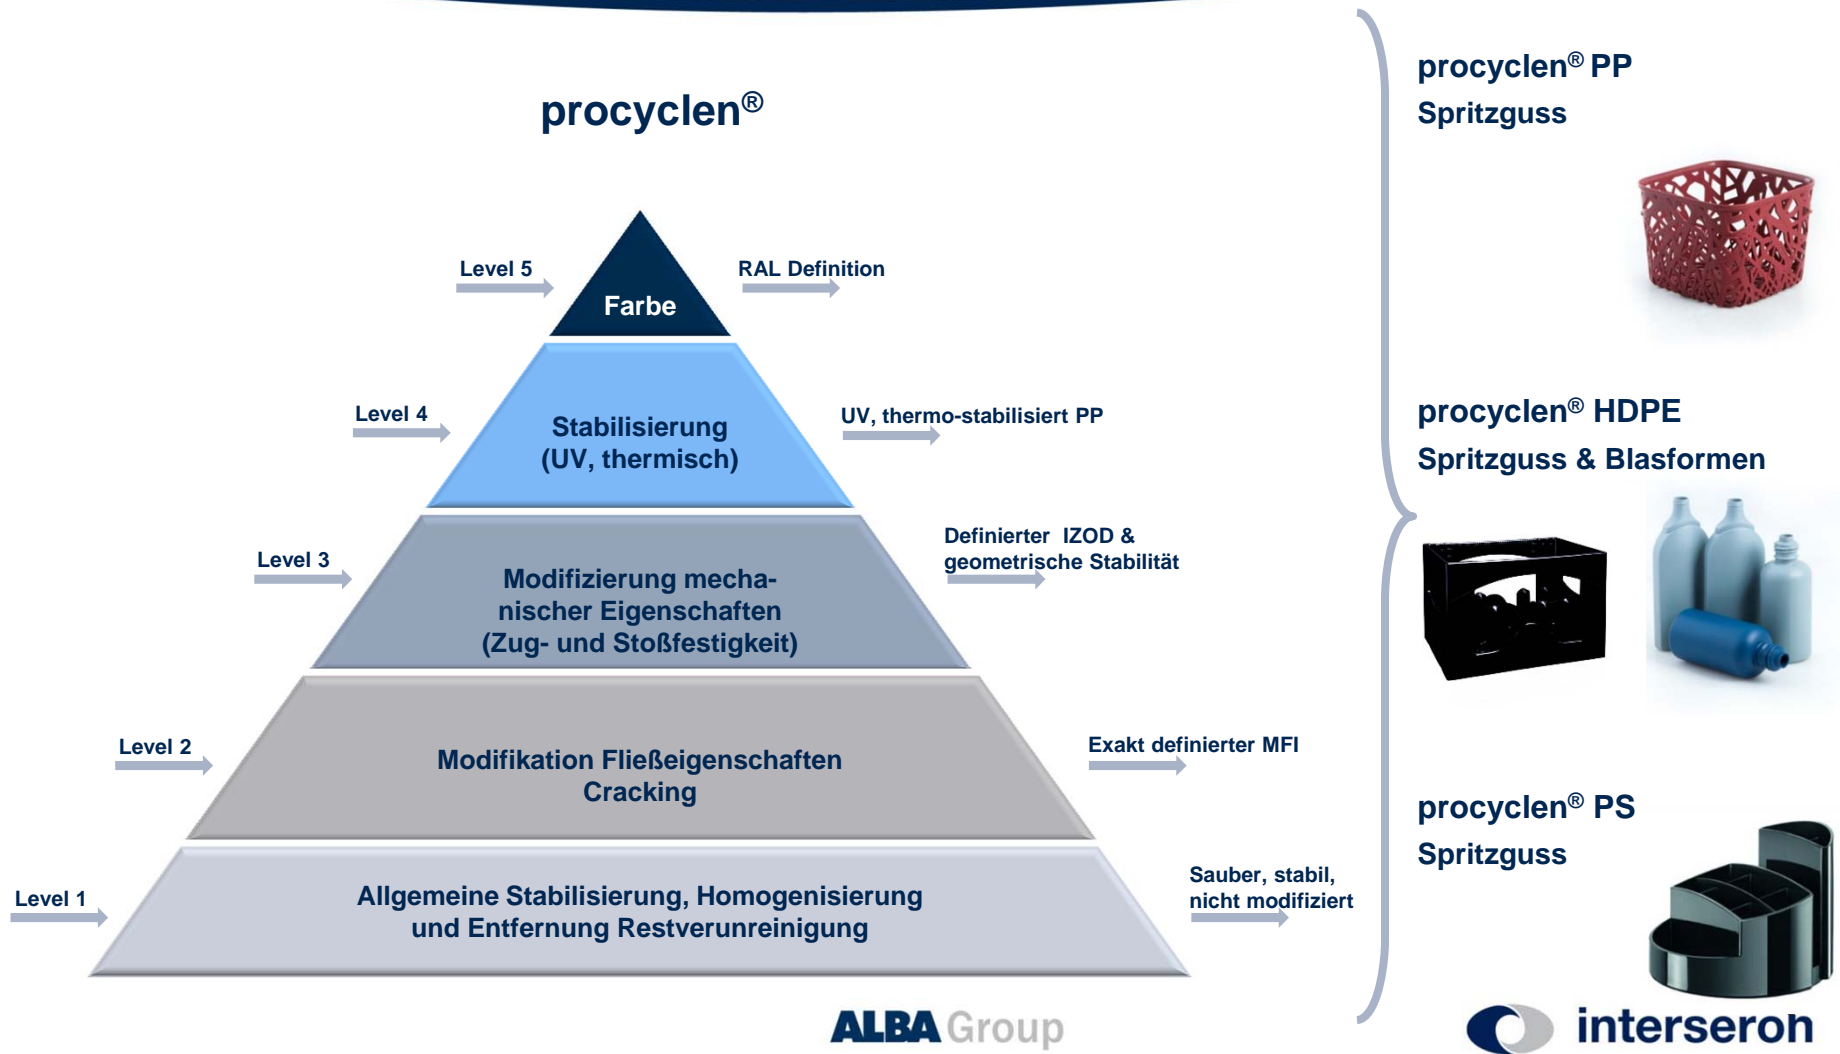 procyclen®
Level 5
Farbe
RAL Definition
Level 4
Stabilisierung
(UV, thermisch)
UV, thermo-stabilisiert PP
Level 3
Modifizierung mecha-
nischer Eigenschaften
(Zug- und Stoßfestigkeit)
Definierter IZOD &
geometrische Stabilität
Level 2
Modifikation Fließeigenschaften
Cracking
Exakt definierter MFI
Level 1
Allgemeine Stabilisierung, Homogenisierung
und Entfernung Restverunreinigung
Sauber, stabil,
nicht modifiziert
procyclen® PP
Spritzguss
procyclen® HDPE
Spritzguss & Blasformen
procyclen® PS
Spritzguss
ALBA Group
interseroh